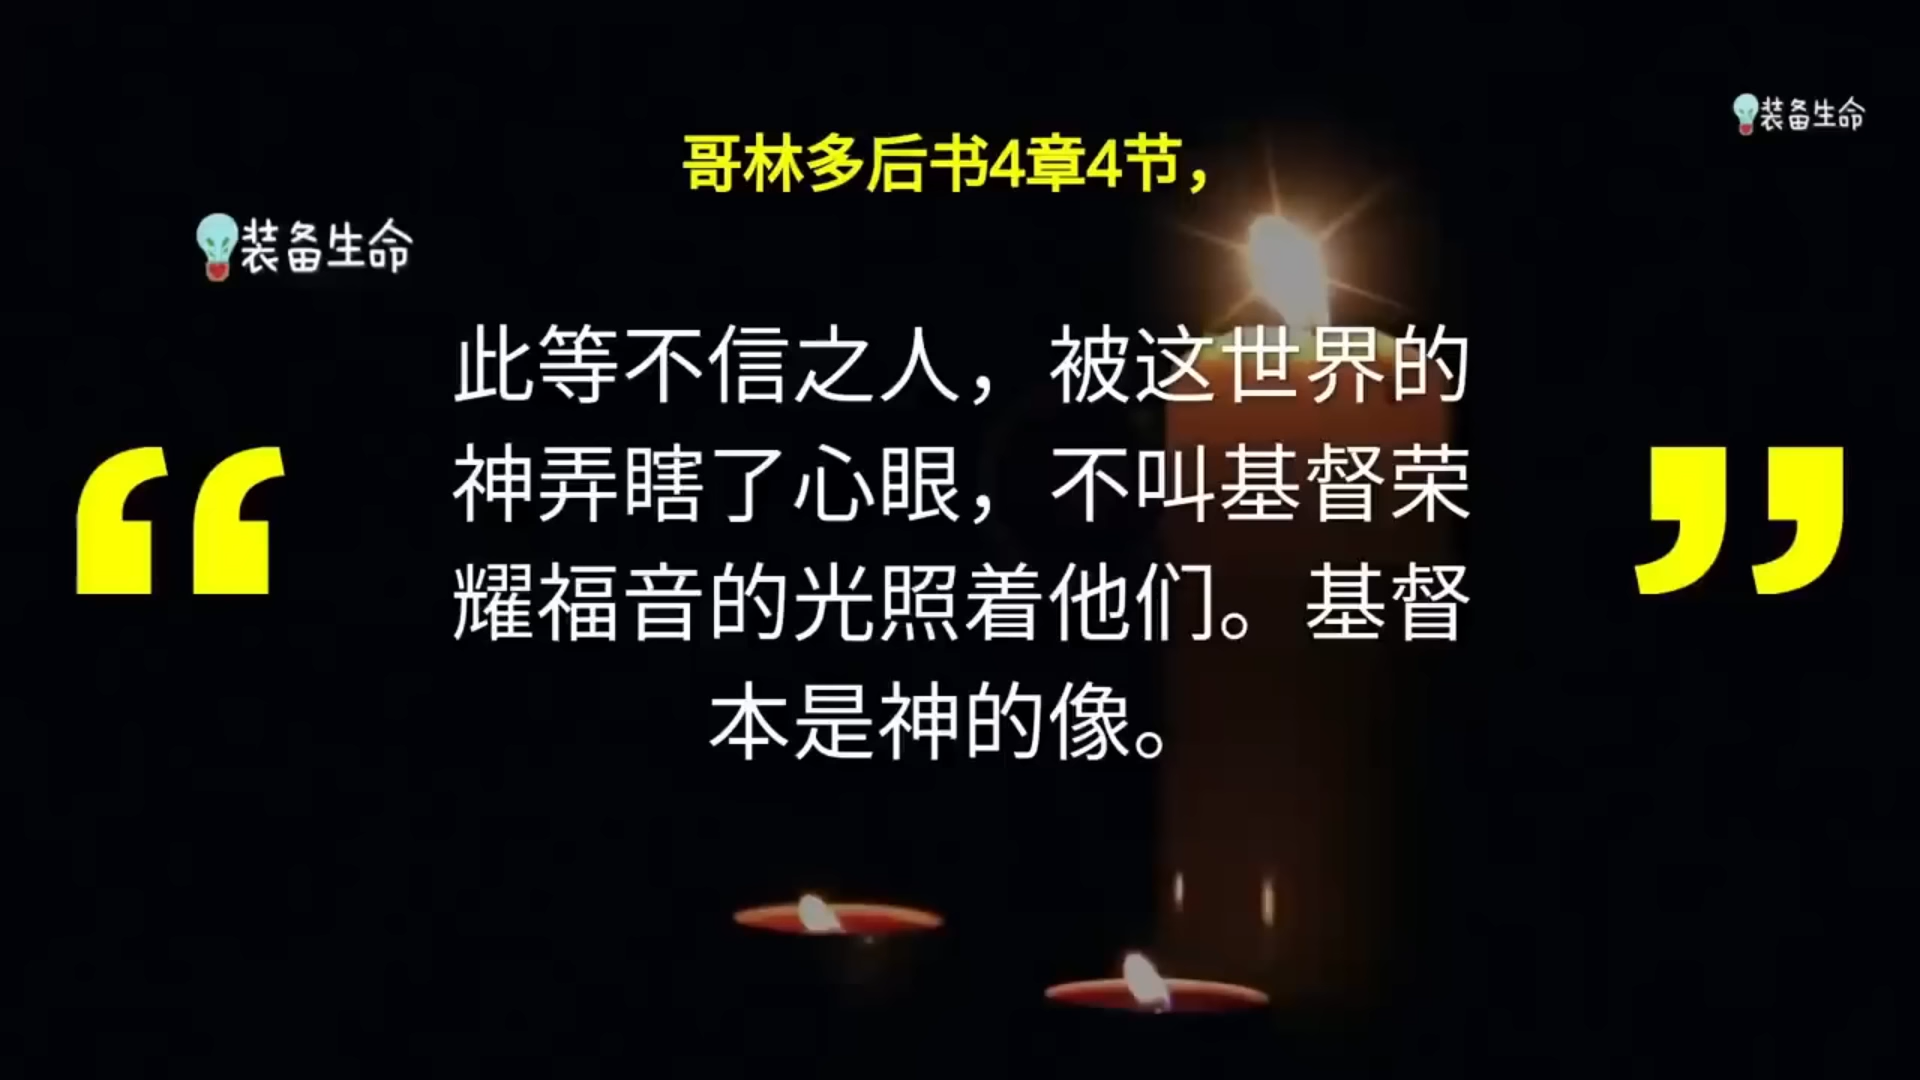 装备生命
哥林多后书4章4节，
装备生命
此等不信之人，被这世界的
神弄瞎了心眼，不叫基督荣
耀福音的光照着他们。基督
本是神的像。